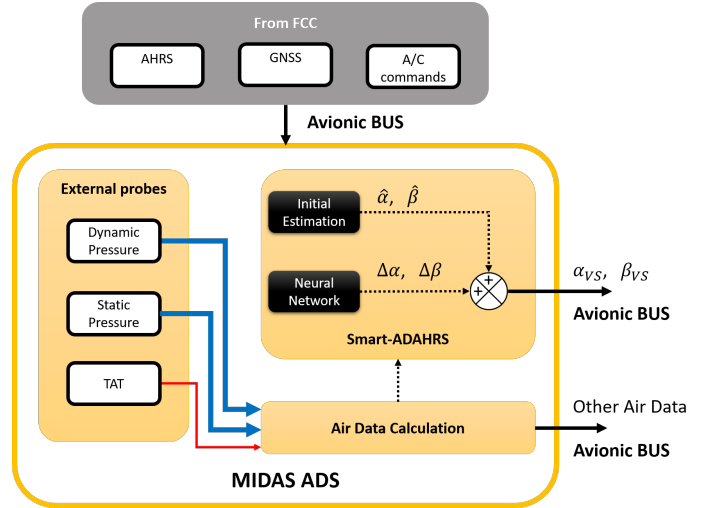 From FCC
AHRS
GNSS
A/C
commands
Avionic BUS
External probes
Dynamic
Pressure
Static
Pressure
TAT
Initial
Estimation
α̂, β̂
Neural
Network
Δα, Δβ
+
+
Smart-ADAHRS
α_VS, β_VS
Avionic BUS
Air Data Calculation
Other Air Data
Avionic BUS
MIDAS ADS